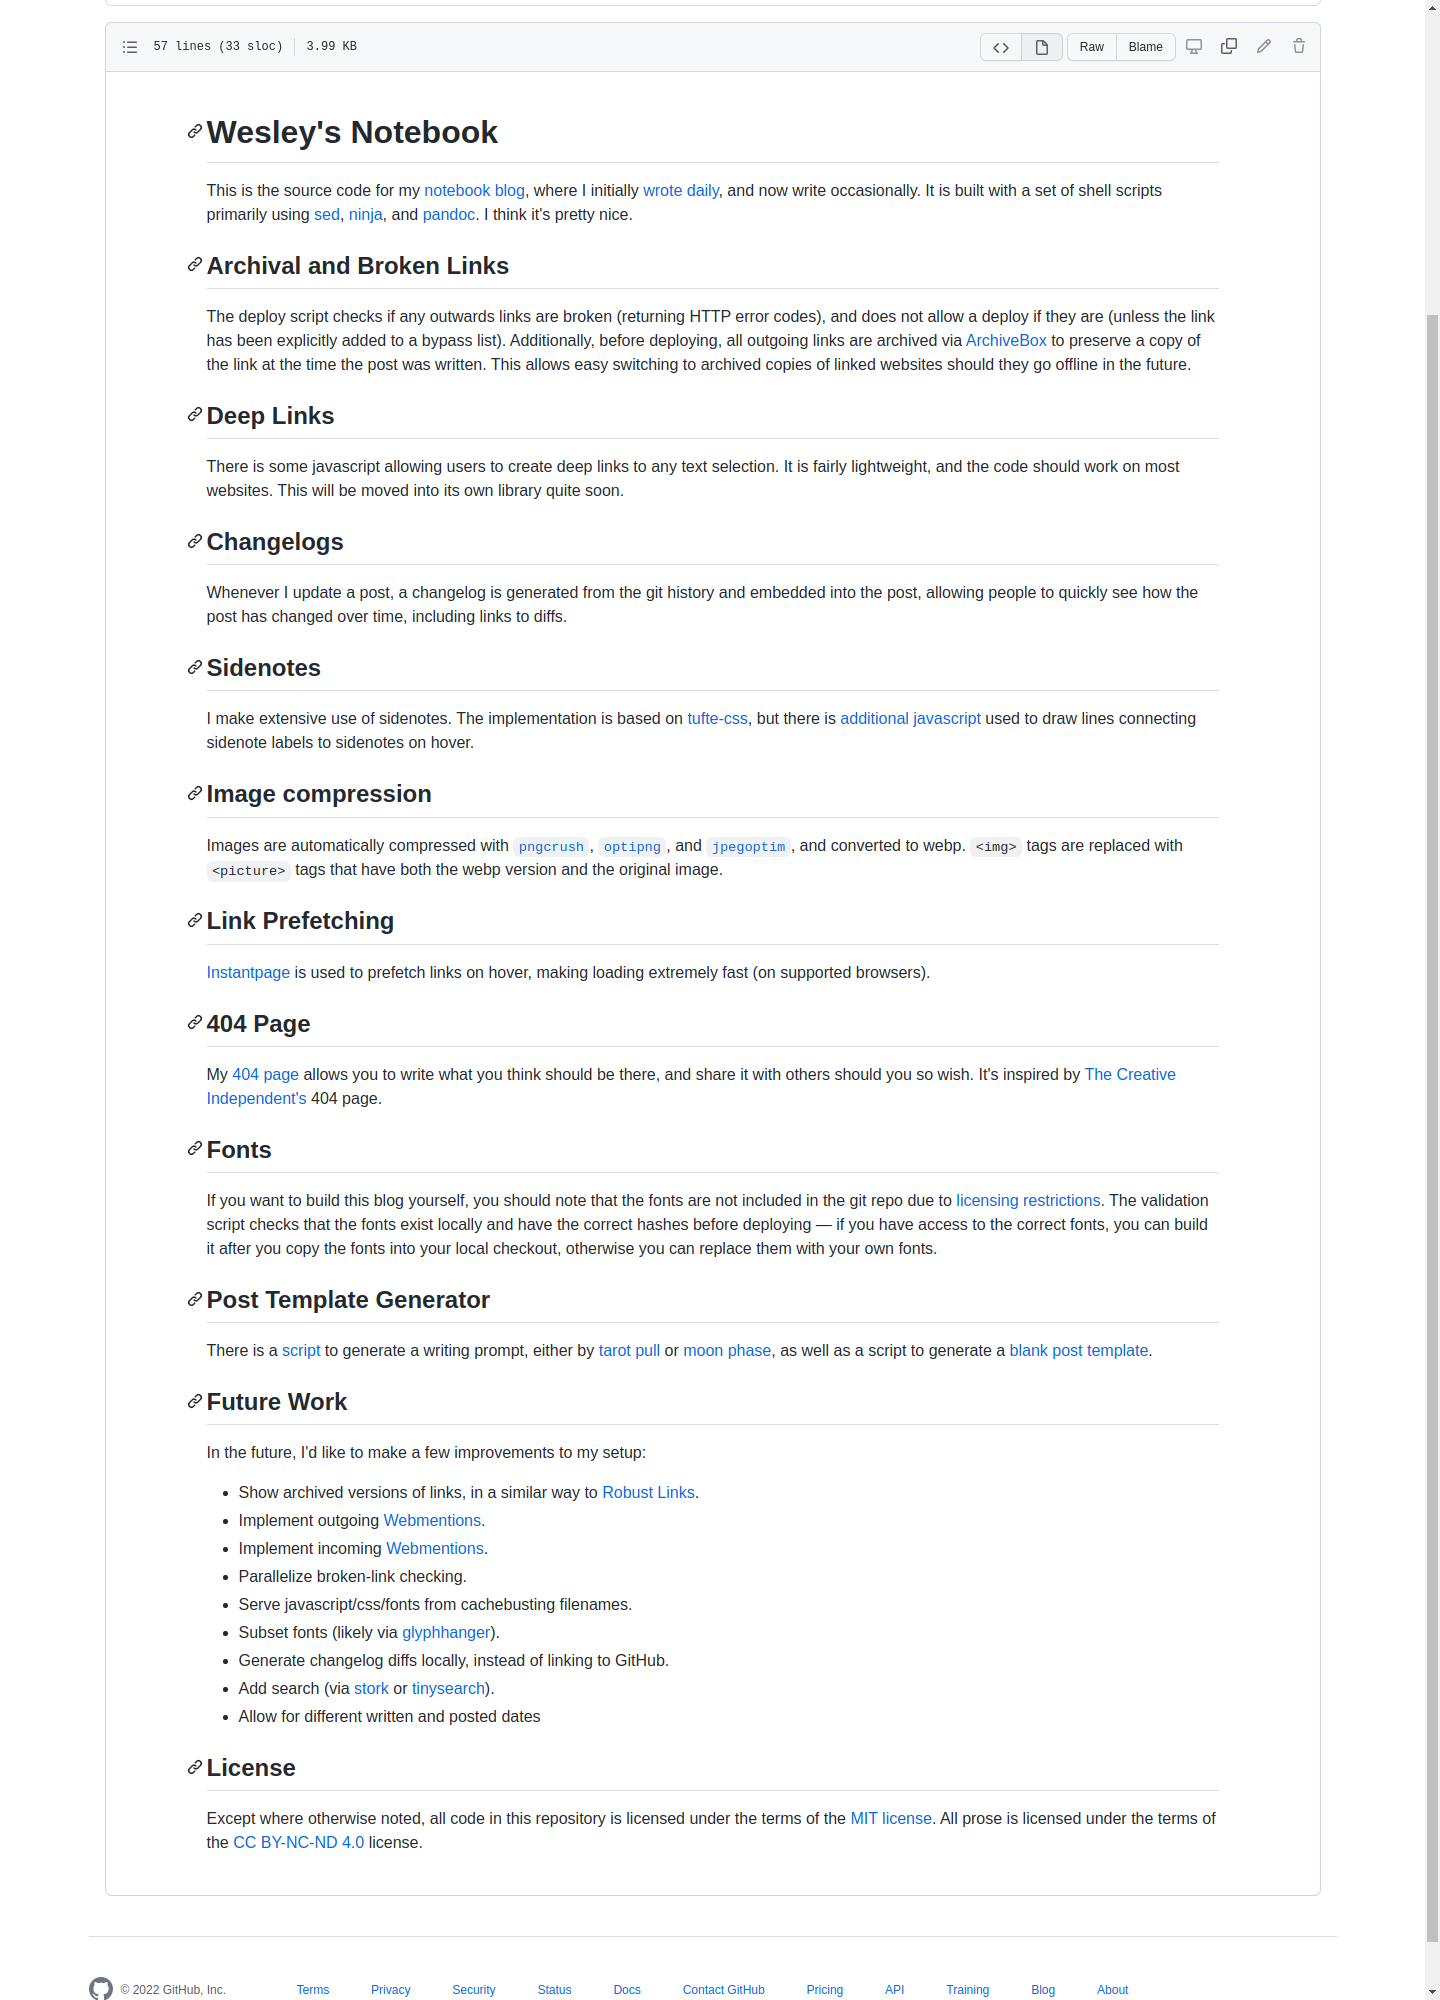 57 lines (33 sloc) 3.99 KB Raw Blame
Wesley's Notebook
This is the source code for my notebook blog, where I initially wrote daily, and now write occasionally. It is built with a set of shell scripts
primarily using sed, ninja, and pandoc. I think it's pretty nice.
Archival and Broken Links
The deploy script checks if any outwards links are broken (returning HTTP error codes), and does not allow a deploy if they are (unless the link
has been explicitly added to a bypass list). Additionally, before deploying, all outgoing links are archived via ArchiveBox to preserve a copy of
the link at the time the post was written. This allows easy switching to archived copies of linked websites should they go offline in the future.
Deep Links
There is some javascript allowing users to create deep links to any text selection. It is fairly lightweight, and the code should work on most
websites. This will be moved into its own library quite soon.
Changelogs
Whenever I update a post, a changelog is generated from the git history and embedded into the post, allowing people to quickly see how the
post has changed over time, including links to diffs.
Sidenotes
I make extensive use of sidenotes. The implementation is based on tufte-css, but there is additional javascript used to draw lines connecting
sidenote labels to sidenotes on hover.
Image compression
Images are automatically compressed with pngcrush, optipng, and jpegoptim, and converted to webp. <img> tags are replaced with
<picture> tags that have both the webp version and the original image.
Link Prefetching
Instantpage is used to prefetch links on hover, making loading extremely fast (on supported browsers).
404 Page
My 404 page allows you to write what you think should be there, and share it with others should you so wish. It's inspired by The Creative
Independent's 404 page.
Fonts
If you want to build this blog yourself, you should note that the fonts are not included in the git repo due to licensing restrictions. The validation
script checks that the fonts exist locally and have the correct hashes before deploying — if you have access to the correct fonts, you can build
it after you copy the fonts into your local checkout, otherwise you can replace them with your own fonts.
Post Template Generator
There is a script to generate a writing prompt, either by tarot pull or moon phase, as well as a script to generate a blank post template.
Future Work
In the future, I'd like to make a few improvements to my setup:
• Show archived versions of links, in a similar way to Robust Links.
• Implement outgoing Webmentions.
• Implement incoming Webmentions.
• Parallelize broken-link checking.
• Serve javascript/css/fonts from cachebusting filenames.
• Subset fonts (likely via glyphhanger).
• Generate changelog diffs locally, instead of linking to GitHub.
• Add search (via stork or tinysearch).
• Allow for different written and posted dates
License
Except where otherwise noted, all code in this repository is licensed under the terms of the MIT license. All prose is licensed under the terms of
the CC BY-NC-ND 4.0 license.
© 2022 GitHub, Inc. Terms Privacy Security Status Docs Contact GitHub Pricing API Training Blog About